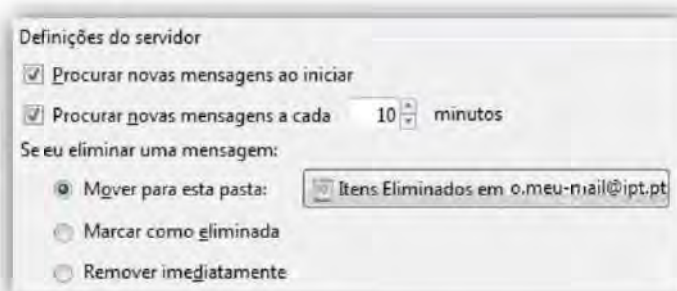 Definições do servidor
Procurar novas mensagens ao iniciar
Procurar novas mensagens a cada 10 minutos
Se eu eliminar uma mensagem:
Mover para esta pasta: Itens Eliminados em o.meu-mail@ipt.pt
Marcar como eliminada
Remover imediatamente